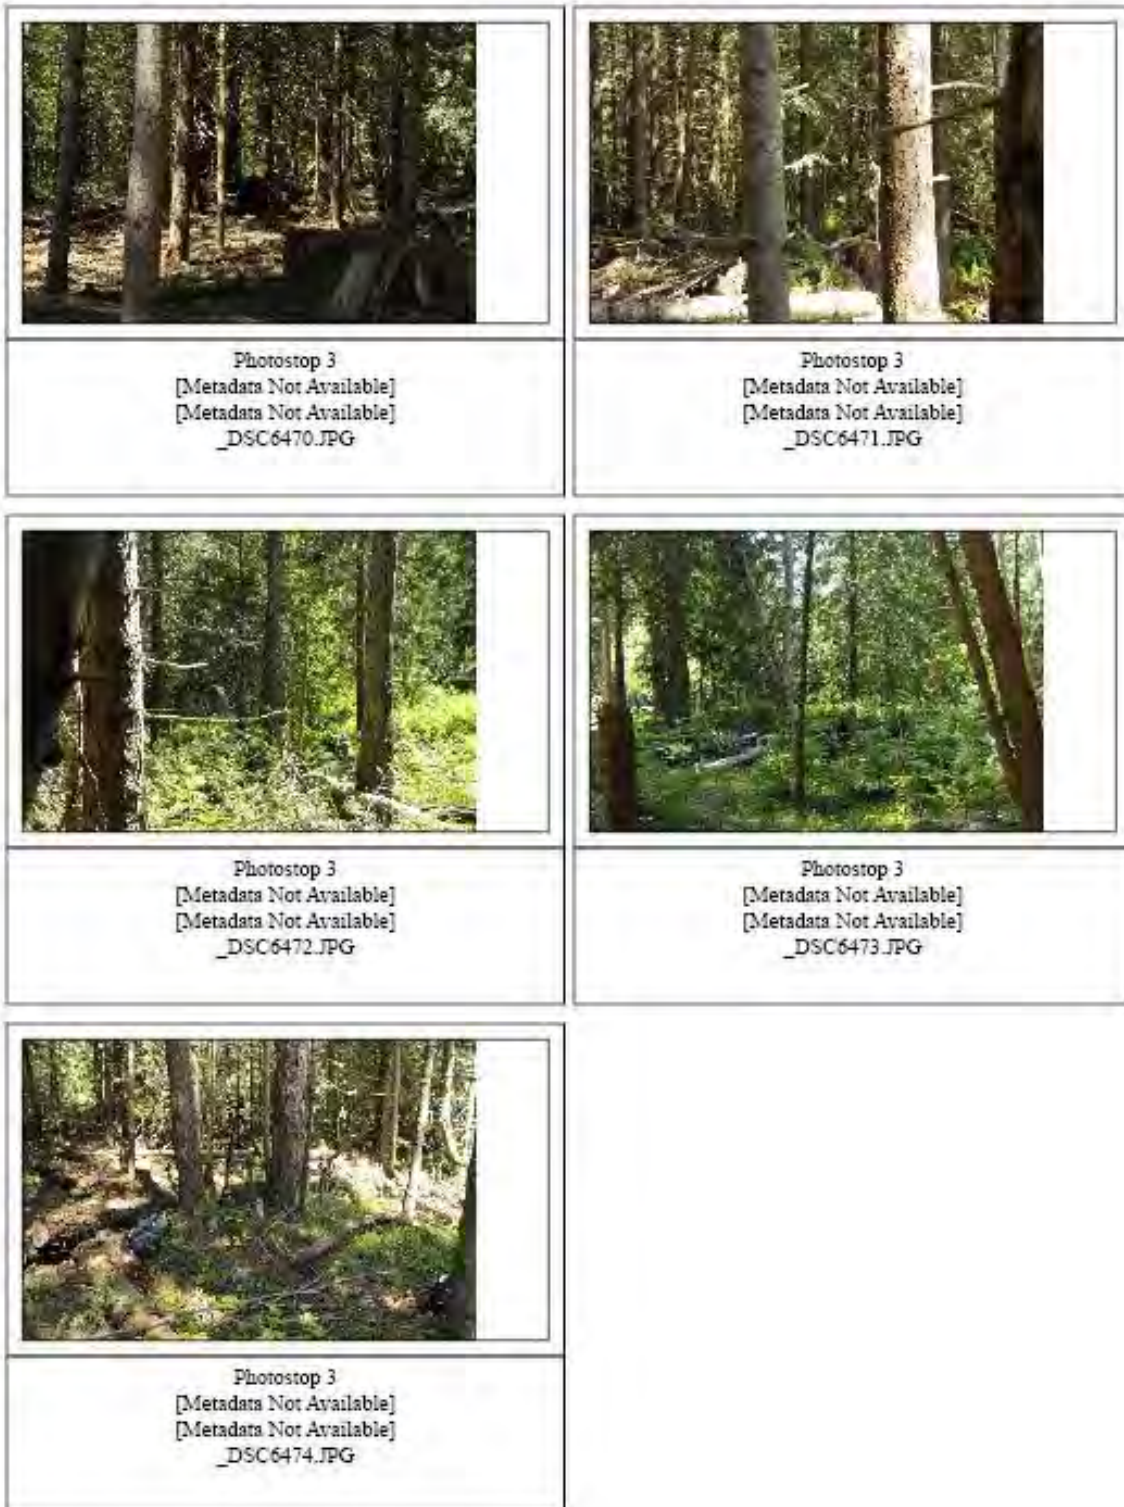 Photostop 3
[Metadata Not Available]
[Metadata Not Available]
_DSC6470.JPG
Photostop 3
[Metadata Not Available]
[Metadata Not Available]
_DSC6471.JPG
Photostop 3
[Metadata Not Available]
[Metadata Not Available]
_DSC6472.JPG
Photostop 3
[Metadata Not Available]
[Metadata Not Available]
_DSC6473.JPG
Photostop 3
[Metadata Not Available]
[Metadata Not Available]
_DSC6474.JPG